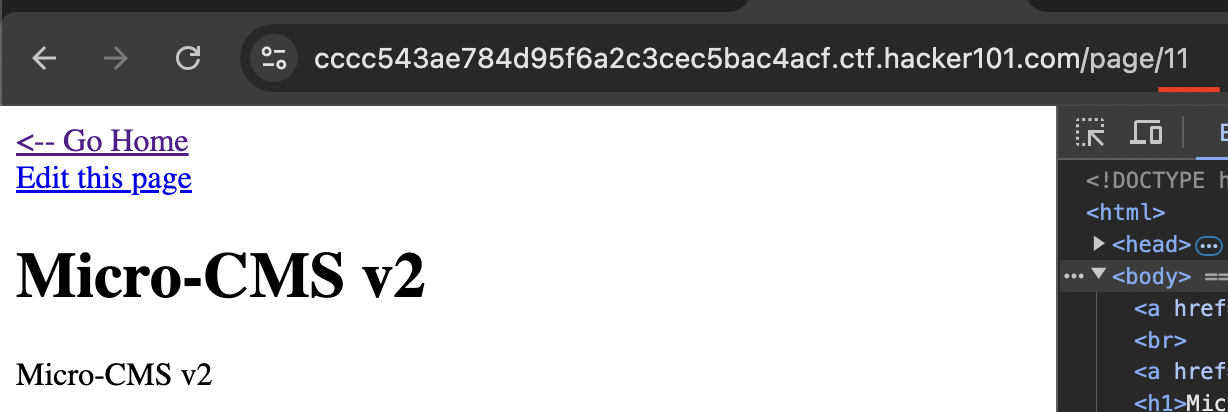 cccc543ae784d95f6a2c3cec5bac4acf.ctf.hacker101.com/page/11
<-- Go Home
Edit this page
Micro-CMS v2
Micro-CMS v2
<!DOCTYPE h
<html>
<head>
<body> ==
<a href
<br>
<a href
<h1>Mic